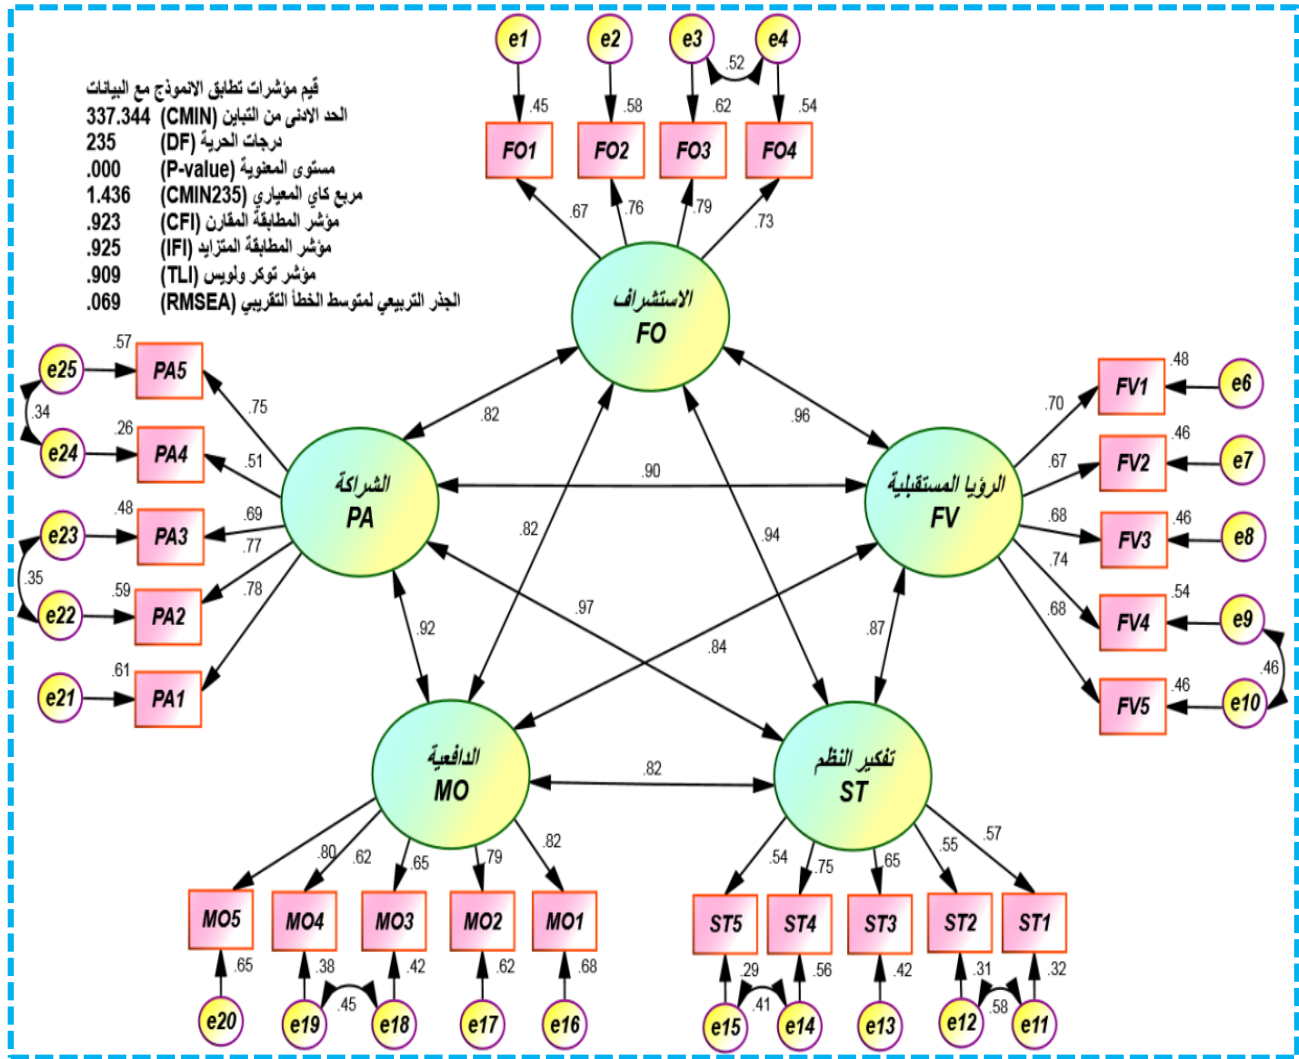 قيم مؤشرات تطابق الانموذج مع البيانات
الحد الادنى من التباين (CMIN) 337.344
درجات الحرية (DF) 235
مستوى المعنوية (P-value) .000
مربع كاي المعياري (CMIN235) 1.436
مؤشر المطابقة المقارن (CFI) .923
مؤشر المطابقة المتزايد (IFI) .925
مؤشر توكر ولويس (TLI) .909
الجذر التربيعي لمتوسط الخطأ التقريبي (RMSEA) .069
e1 e2 e3 e4
.52
.45 .58 .62 .54
FO1 FO2 FO3 FO4
.67 .76 .79 .73
الاستشراف
FO
.57
e25 PA5
.34
.75
.26
e24 PA4
.51
.48
e23 PA3
.69
.35
.77
.59
e22 PA2
.78
.61
e21 PA1
الشراكة
PA
.82
.96
.90
.82
.94
.97
.92
.84
.87
.82
الرؤيا المستقبلية
FV
.48
.70 FV1 e6
.46
.67 FV2 e7
.46
.68 FV3 e8
.74
.54
FV4 e9
.68
.46
.46
FV5 e10
الدافعية
MO
.80 .62 .65 .79 .82
MO5 MO4 MO3 MO2 MO1
.65 .38 .42 .62 .68
.45
e20 e19 e18 e17 e16
تفكير النظم
ST
.54 .75 .65 .55 .57
ST5 ST4 ST3 ST2 ST1
.29 .56 .42 .31 .32
.41 .58
e15 e14 e13 e12 e11